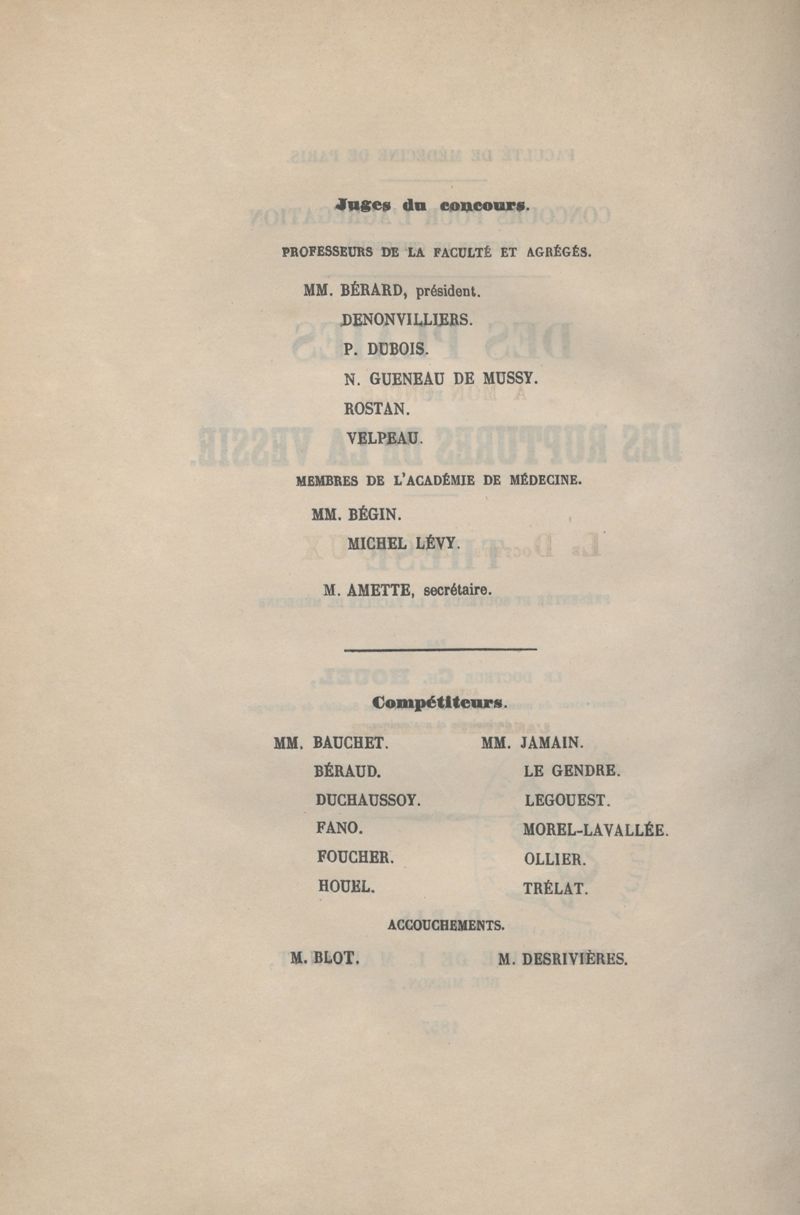 Juges du concours.
PROFESSEURS DE LA FACULTÉ ET AGRÉGÉS.
MM. BÉRARD, président.
DENONVILLIERS.
P. DUBOIS.
N. GUENEAU DE MUSSY.
ROSTAN.
VELPEAU.
MEMBRES DE L'ACADÉMIE DE MÉDECINE.
MM. BÉGIN.
MICHEL LÉVY.
M. AMETTE, secrétaire.
Compétiteurs.
MM. BAUCHET.
BÉRAUD.
DUCHAUSSOY.
FANO.
FOUCHER.
HOUEL.
MM. JAMAIN.
LE GENDRE.
LEGOUEST.
MOREL-LAVALLÉE.
OLLIER.
TRÉLAT.
ACCOUCHEMENTS.
M. BLOT.
M. DESRIVIÈRES.